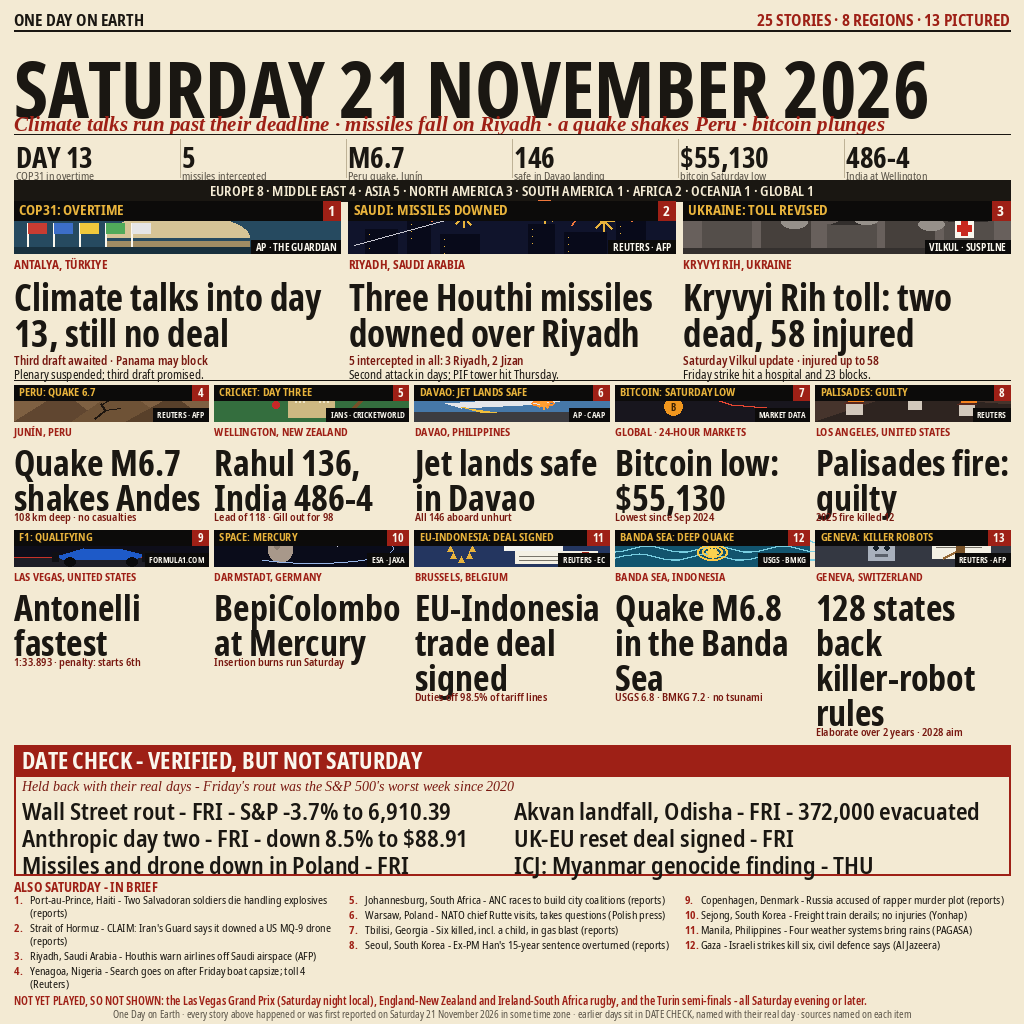 ONE DAY ON EARTH
25 STORIES · 8 REGIONS · 13 PICTURED
SATURDAY 21 NOVEMBER 2026
Climate talks run past their deadline · missiles fall on Riyadh · a quake shakes Peru · bitcoin plunges
DAY 13
COP31 in overtime
5
missiles intercepted
M6.7
Peru quake, Junín
146
safe in Davao landing
$55,130
bitcoin Saturday low
486-4
India at Wellington
EUROPE 8 · MIDDLE EAST 4 · ASIA 5 · NORTH AMERICA 3 · SOUTH AMERICA 1 · AFRICA 2 · OCEANIA 1 · GLOBAL 1
COP31: OVERTIME
1
AP · THE GUARDIAN
ANTALYA, TÜRKIYE
Climate talks into day
13, still no deal
Third draft awaited · Panama may block
Plenary suspended; third draft promised.
SAUDI: MISSILES DOWNED
2
REUTERS · AFP
RIYADH, SAUDI ARABIA
Three Houthi missiles
downed over Riyadh
5 intercepted in all: 3 Riyadh, 2 Jizan
Second attack in days; PIF tower hit Thursday.
UKRAINE: TOLL REVISED
3
VILKUL · SUSPILNE
KRYVYI RIH, UKRAINE
Kryvyi Rih toll: two
dead, 58 injured
Saturday Vilkul update · injured up to 58
Friday strike hit a hospital and 23 blocks.
PERU: QUAKE 6.7
4
REUTERS · AFP
JUNÍN, PERU
Quake M6.7
shakes Andes
108 km deep · no casualties
CRICKET: DAY THREE
5
IANS · CRICKETWORLD
WELLINGTON, NEW ZEALAND
Rahul 136,
India 486-4
Lead of 118 · Gill out for 98
DAVAO: JET LANDS SAFE
6
AP · CAAP
DAVAO, PHILIPPINES
Jet lands safe
in Davao
All 146 aboard unhurt
BITCOIN: SATURDAY LOW
7
B
MARKET DATA
GLOBAL · 24-HOUR MARKETS
Bitcoin low:
$55,130
Lowest since Sep 2024
PALISADES: GUILTY
8
REUTERS
LOS ANGELES, UNITED STATES
Palisades fire:
guilty
2025 fire killed 12
F1: QUALIFYING
9
FORMULA1.COM
LAS VEGAS, UNITED STATES
Antonelli
fastest
1:33.893 · penalty: starts 6th
SPACE: MERCURY
10
ESA · JAXA
DARMSTADT, GERMANY
BepiColombo
at Mercury
Insertion burns run Saturday
EU-INDONESIA: DEAL SIGNED
11
REUTERS · EC
BRUSSELS, BELGIUM
EU-Indonesia
trade deal
signed
Duties off 98.5% of tariff lines
BANDA SEA: DEEP QUAKE
12
USGS · BMKG
BANDA SEA, INDONESIA
Quake M6.8
in the Banda
Sea
USGS 6.8 · BMKG 7.2 · no tsunami
GENEVA: KILLER ROBOTS
13
REUTERS · AFP
GENEVA, SWITZERLAND
128 states
back
killer-robot
rules
Elaborate over 2 years · 2028 aim
DATE CHECK - VERIFIED, BUT NOT SATURDAY
Held back with their real days - Friday's rout was the S&P 500's worst week since 2020
Wall Street rout - FRI - S&P -3.7% to 6,910.39
Anthropic day two - FRI - down 8.5% to $88.91
Missiles and drone down in Poland - FRI
Akvan landfall, Odisha - FRI - 372,000 evacuated
UK-EU reset deal signed - FRI
ICJ: Myanmar genocide finding - THU
ALSO SATURDAY - IN BRIEF
1. Port-au-Prince, Haiti - Two Salvadoran soldiers die handling explosives
(reports)
2. Strait of Hormuz - CLAIM: Iran's Guard says it downed a US MQ-9 drone
(reports)
3. Riyadh, Saudi Arabia - Houthis warn airlines off Saudi airspace (AFP)
4. Yenagoa, Nigeria - Search goes on after Friday boat capsize; toll 4
(Reuters)
5. Johannesburg, South Africa - ANC races to build city coalitions (reports)
6. Warsaw, Poland - NATO chief Rutte visits, takes questions (Polish press)
7. Tbilisi, Georgia - Six killed, incl. a child, in gas blast (reports)
8. Seoul, South Korea - Ex-PM Han's 15-year sentence overturned (reports)
9. Copenhagen, Denmark - Russia accused of rapper murder plot (reports)
10. Sejong, South Korea - Freight train derails; no injuries (Yonhap)
11. Manila, Philippines - Four weather systems bring rains (PAGASA)
12. Gaza - Israeli strikes kill six, civil defence says (Al Jazeera)
NOT YET PLAYED, SO NOT SHOWN: the Las Vegas Grand Prix (Saturday night local), England-New Zealand and Ireland-South Africa rugby, and the Turin semi-finals - all Saturday evening or later.
One Day on Earth · every story above happened or was first reported on Saturday 21 November 2026 in some time zone · earlier days sit in DATE CHECK, named with their real day · sources named on each item